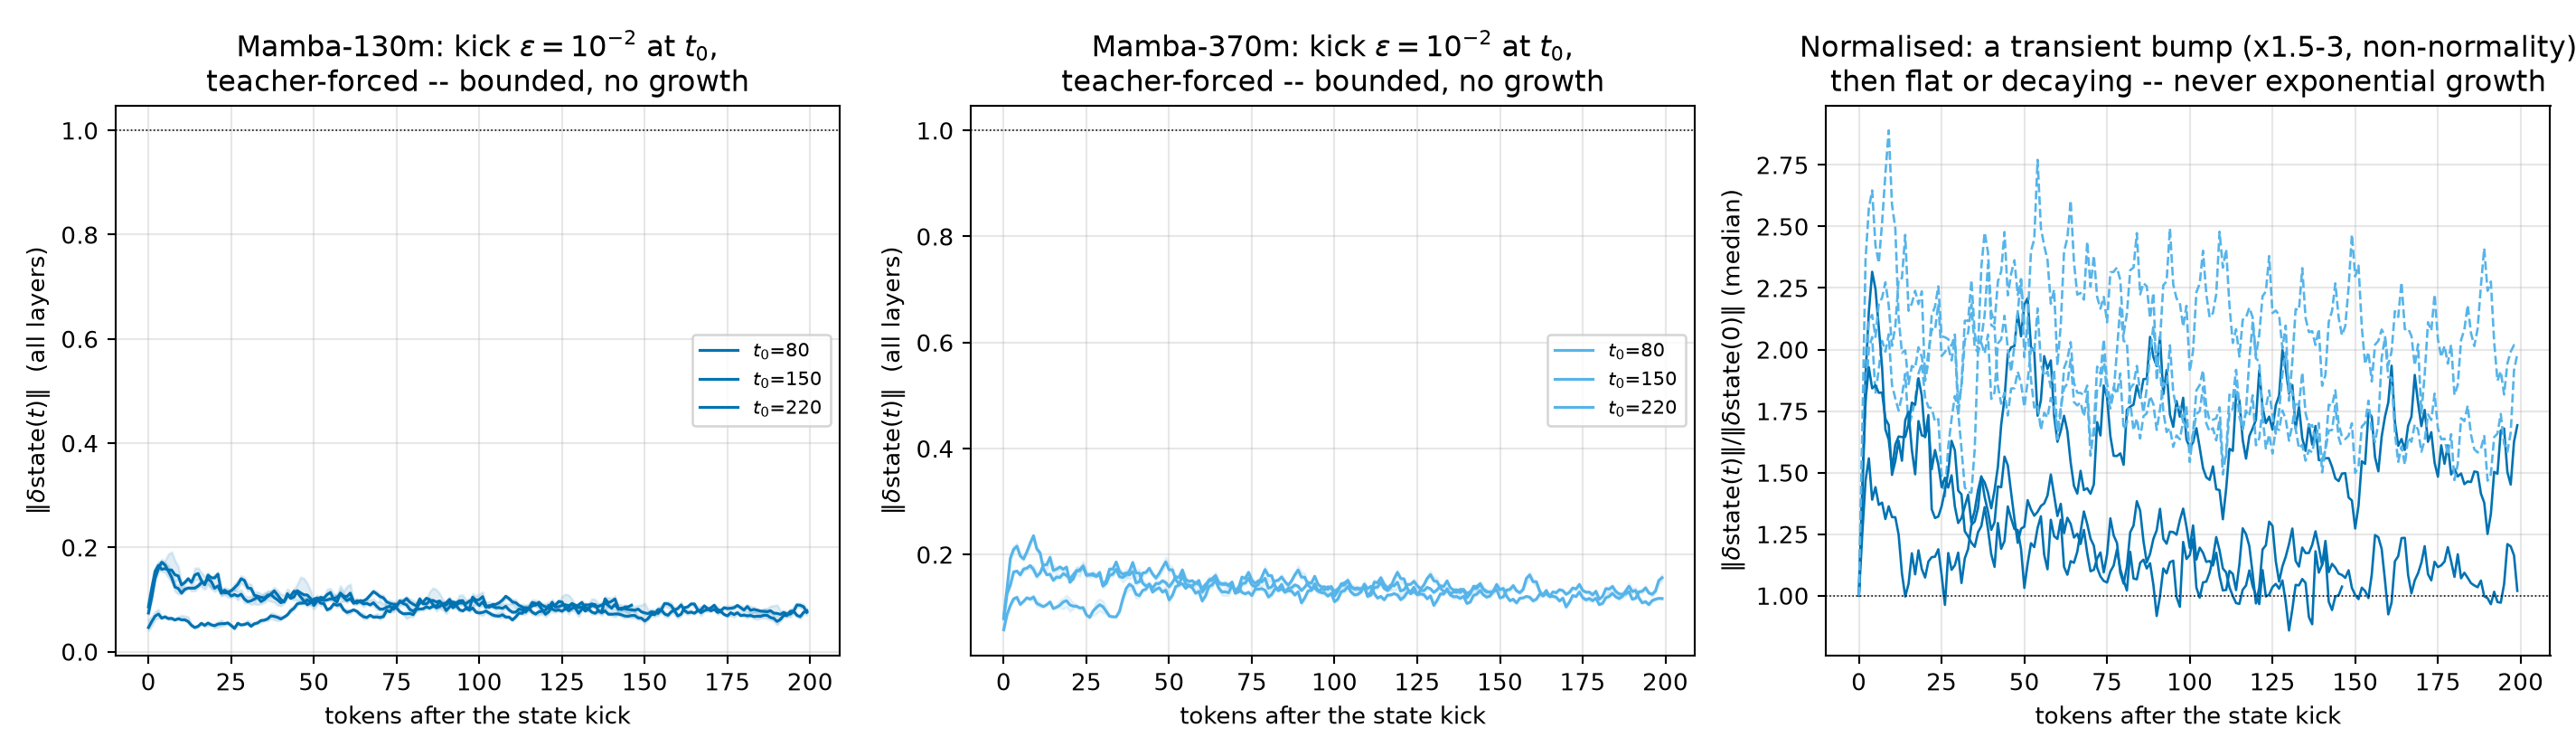 Mamba-130m: kick ε = 10⁻² at t₀,
teacher-forced -- bounded, no growth
‖δstate(t)‖ (all layers)
1.0
0.8
0.6
0.4
0.2
0.0
t₀=80
t₀=150
t₀=220
0 25 50 75 100 125 150 175 200
tokens after the state kick
Mamba-370m: kick ε = 10⁻² at t₀,
teacher-forced -- bounded, no growth
‖δstate(t)‖ (all layers)
1.0
0.8
0.6
0.4
0.2
t₀=80
t₀=150
t₀=220
0 25 50 75 100 125 150 175 200
tokens after the state kick
Normalised: a transient bump (x1.5-3, non-normality)
then flat or decaying -- never exponential growth
‖δstate(t)‖/‖δstate(0)‖ (median)
2.75
2.50
2.25
2.00
1.75
1.50
1.25
1.00
0 25 50 75 100 125 150 175 200
tokens after the state kick